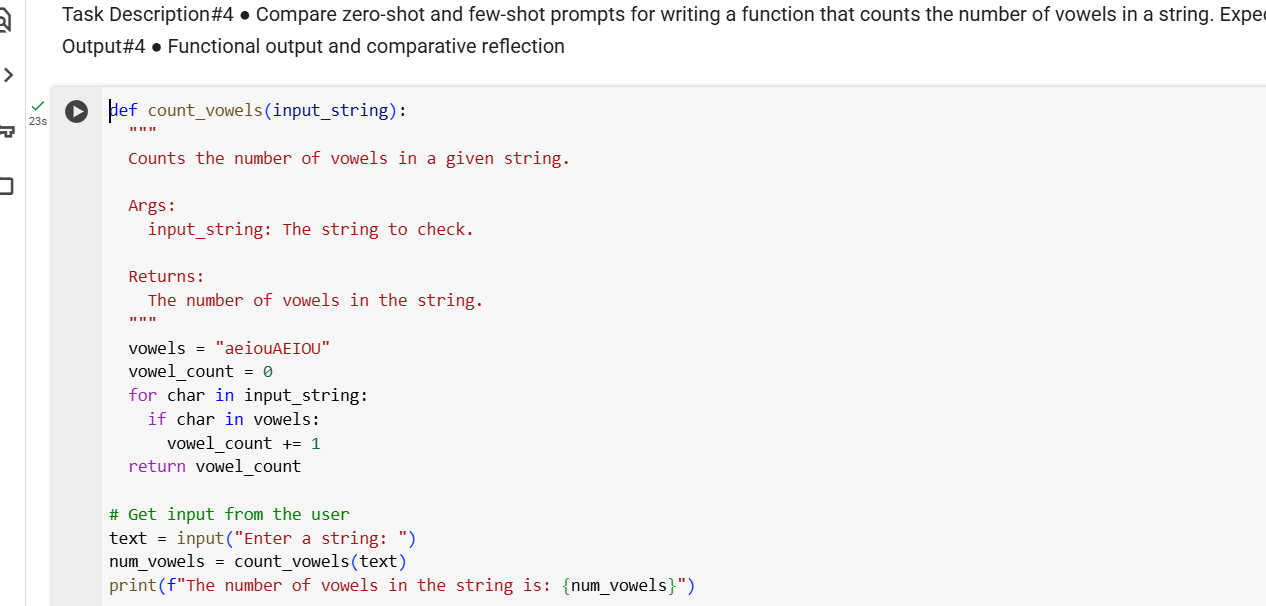 Task Description#4 ● Compare zero-shot and few-shot prompts for writing a function that counts the number of vowels in a string.
Output#4 ● Functional output and comparative reflection
23s
def count_vowels(input_string):
  """
  Counts the number of vowels in a given string.
  Args:
    input_string: The string to check.
  Returns:
    The number of vowels in the string.
  """
  vowels = "aeiouAEIOU"
  vowel_count = 0
  for char in input_string:
    if char in vowels:
      vowel_count += 1
  return vowel_count
# Get input from the user
text = input("Enter a string: ")
num_vowels = count_vowels(text)
print(f"The number of vowels in the string is: {num_vowels}")